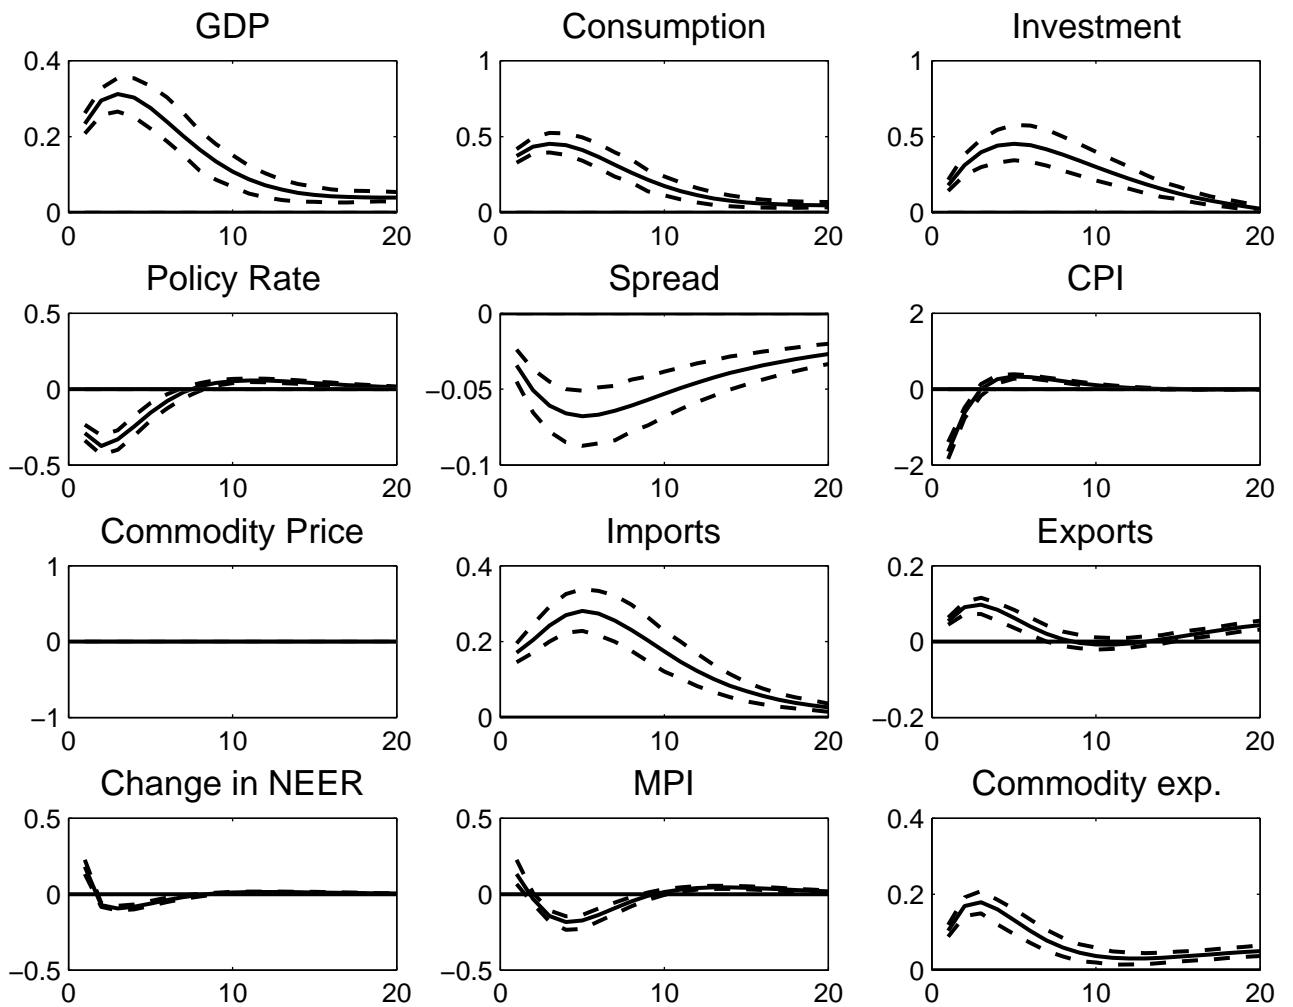 GDP Consumption Investment
0.4 1 1
0.2 0.5 0.5
0 0 0
0 10 20 0 10 20 0 10 20
Policy Rate Spread CPI
0.5 0 2
0 −0.05 0
−0.5 −0.1 −2
0 10 20 0 10 20 0 10 20
Commodity Price Imports Exports
1 0.4 0.2
0 0.2 0
−1 0 −0.2
0 10 20 0 10 20 0 10 20
Change in NEER MPI Commodity exp.
0.5 0.5 0.4
0 0 0.2
−0.5 −0.5 0
0 10 20 0 10 20 0 10 20